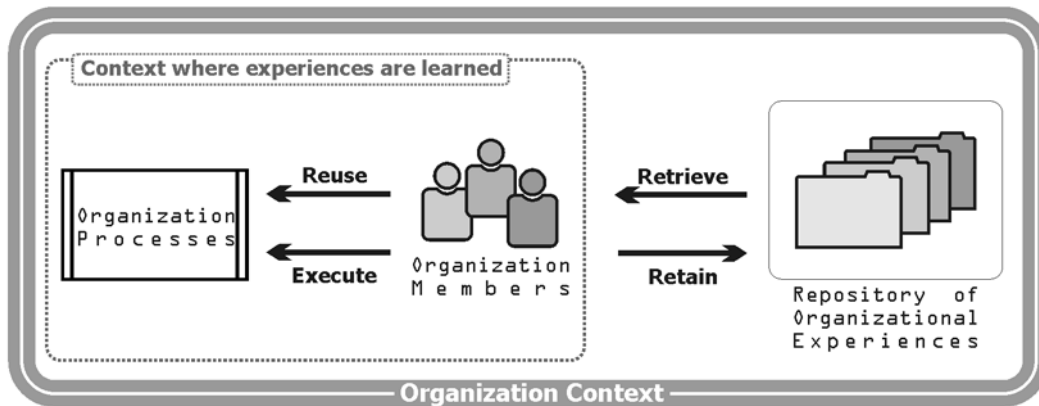 Context where experiences are learned
Reuse
Retrieve
Organization
Processes
Execute
Organization
Members
Retain
Repository of
Organizational
Experiences
Organization Context